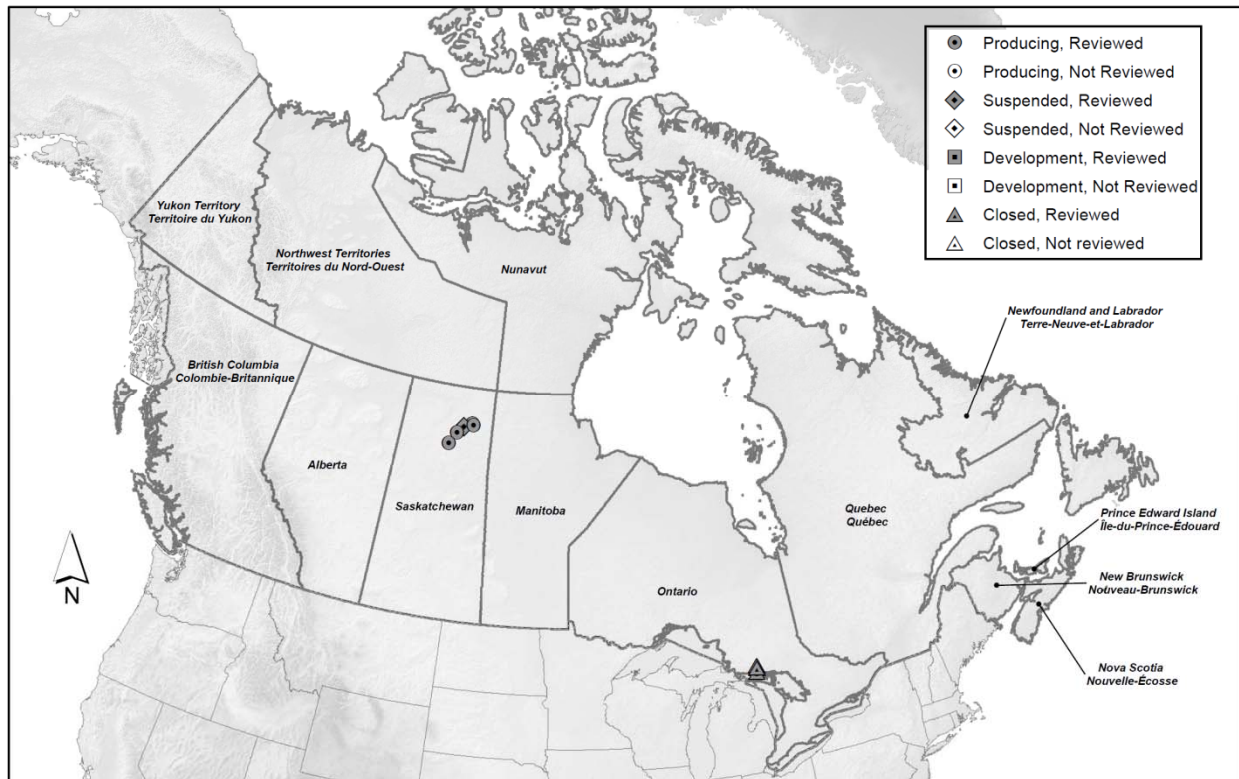 Producing, Reviewed
Producing, Not Reviewed
Suspended, Reviewed
Suspended, Not Reviewed
Development, Reviewed
Development, Not Reviewed
Closed, Reviewed
Closed, Not reviewed
Yukon Territory
Territoire du Yukon
Northwest Territories
Territoires du Nord-Ouest
Nunavut
Newfoundland and Labrador
Terre-Neuve-et-Labrador
British Columbia
Colombie-Britannique
Alberta
Saskatchewan
Manitoba
Quebec
Québec
Prince Edward Island
Île-du-Prince-Édouard
New Brunswick
Nouveau-Brunswick
Ontario
Nova Scotia
Nouvelle-Écosse
N